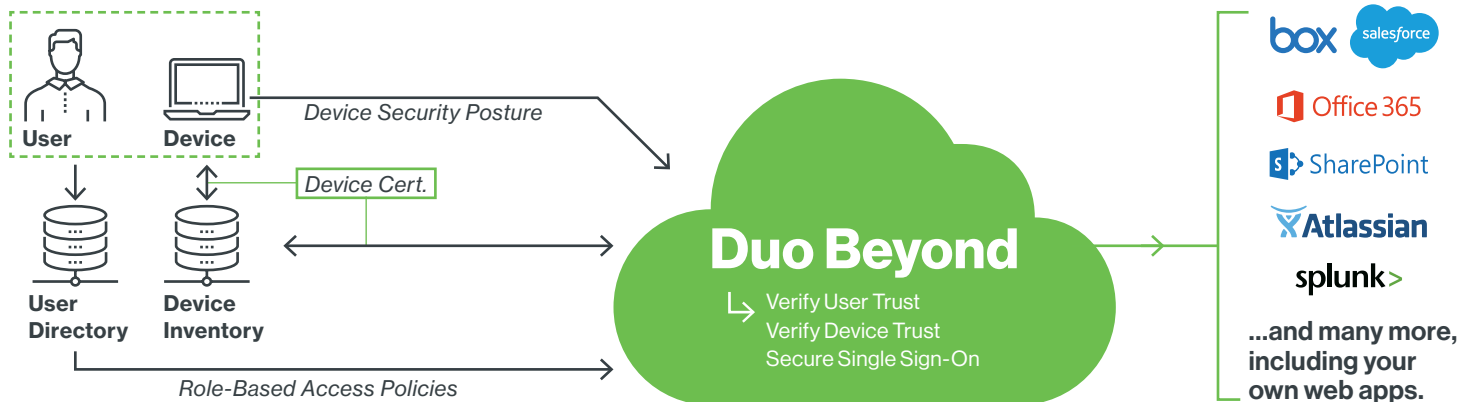 User
Device
Device Security Posture
Device Cert.
User
Directory
Device
Inventory
Role-Based Access Policies
Duo Beyond
Verify User Trust
Verify Device Trust
Secure Single Sign-On
box
salesforce
Office 365
S
SharePoint
Atlassian
splunk>
...and many more,
including your
own web apps.